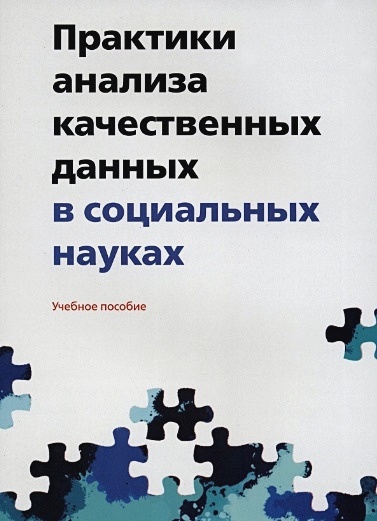 Практики
анализа
качественных
данных
в социальных
науках
Учебное пособие